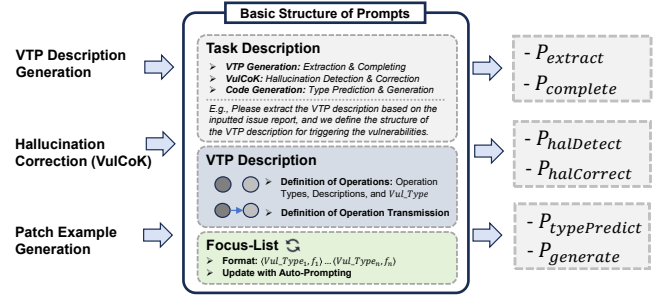 Basic Structure of Prompts
VTP Description
Generation
Hallucination
Correction (VulCoK)
Patch Example
Generation
Task Description
➢ VTP Generation: Extraction & Completing
➢ VulCoK: Hallucination Detection & Correction
➢ Code Generation: Type Prediction & Generation
E.g., Please extract the VTP description based on the
inputted issue report, and we define the structure of
the VTP description for triggering the vulnerabilities.
VTP Description
➢ Definition of Operations: Operation
Types, Descriptions, and Vul_Type
➢ Definition of Operation Transmission
Focus-List
➢ Format: ⟨Vul_Type₁, f₁⟩ ... ⟨Vul_Typeₙ, fₙ⟩
➢ Update with Auto-Prompting
- P_extract
- P_complete
- P_halDetect
- P_halCorrect
- P_typePredict
- P_generate